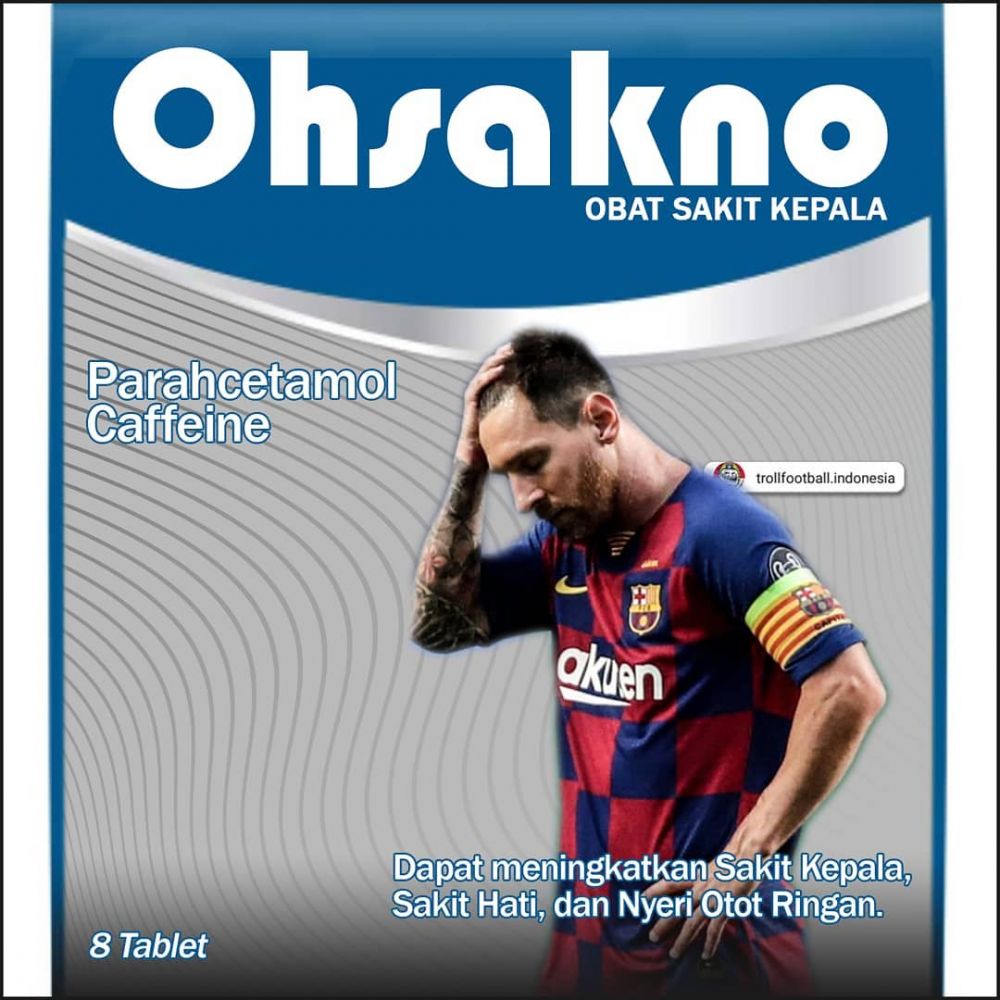 Ohsakno
OBAT SAKIT KEPALA
Parahcetamol
Caffeine
trollfootball.indonesia
akuten
Dapat meningkatkan Sakit Kepala,
Sakit Hati, dan Nyeri Otot Ringan.
8 Tablet